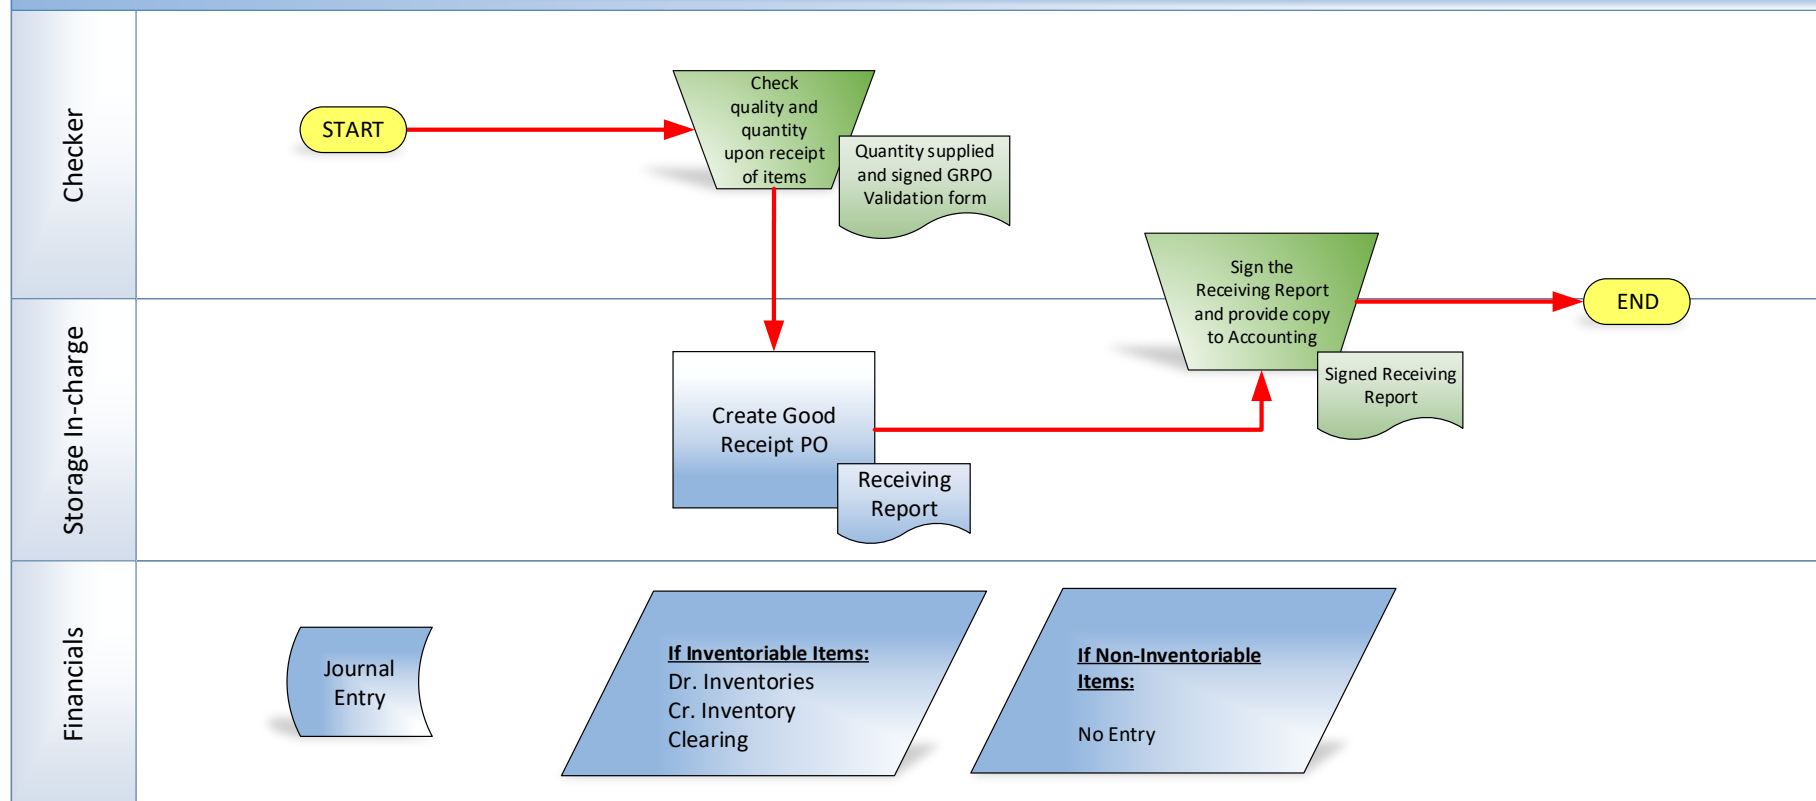 Checker
START
Check
quality and
quantity
upon receipt
of items
Quantity supplied
and signed GRPO
Validation form
Sign the
Receiving Report
and provide copy
to Accounting
Signed Receiving
Report
END
Storage In-charge
Create Good
Receipt PO
Receiving
Report
Financials
Journal
Entry
If Inventoriable Items:
Dr. Inventories
Cr. Inventory
Clearing
If Non-Inventoriable
Items:
No Entry